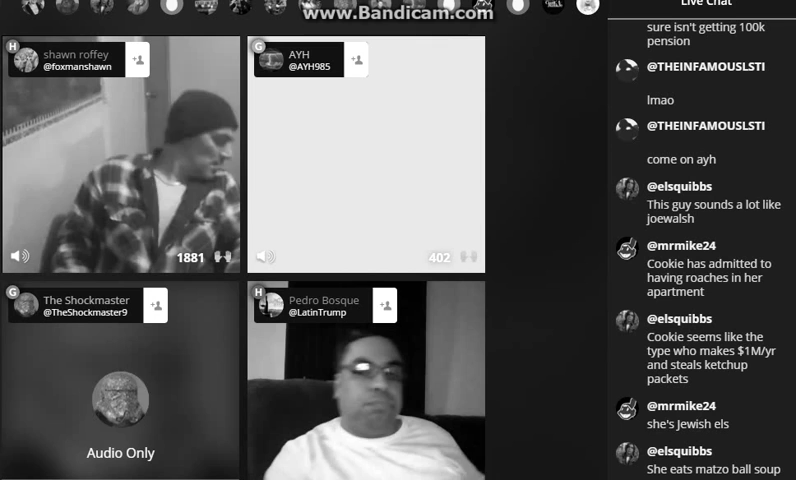 www.Bandicam.com
Live Chat
H
shawn roffey
@foxmanshawn
1881
G
AYH
@AYH985
402
G
The Shockmaster
@TheShockmaster9
Audio Only
H
Pedro Bosque
@LatinTrump
sure isn't getting 100k
pension
@THEINFAMOUSLSTI
lmao
@THEINFAMOUSLSTI
come on ayh
@elsquibbs
This guy sounds a lot like
joewalsh
@mrmike24
Cookie has admitted to
having roaches in her
apartment
@elsquibbs
Cookie seems like the
type who makes $1M/yr
and steals ketchup
packets
@mrmike24
she's Jewish els
@elsquibbs
She eats matzo ball soup